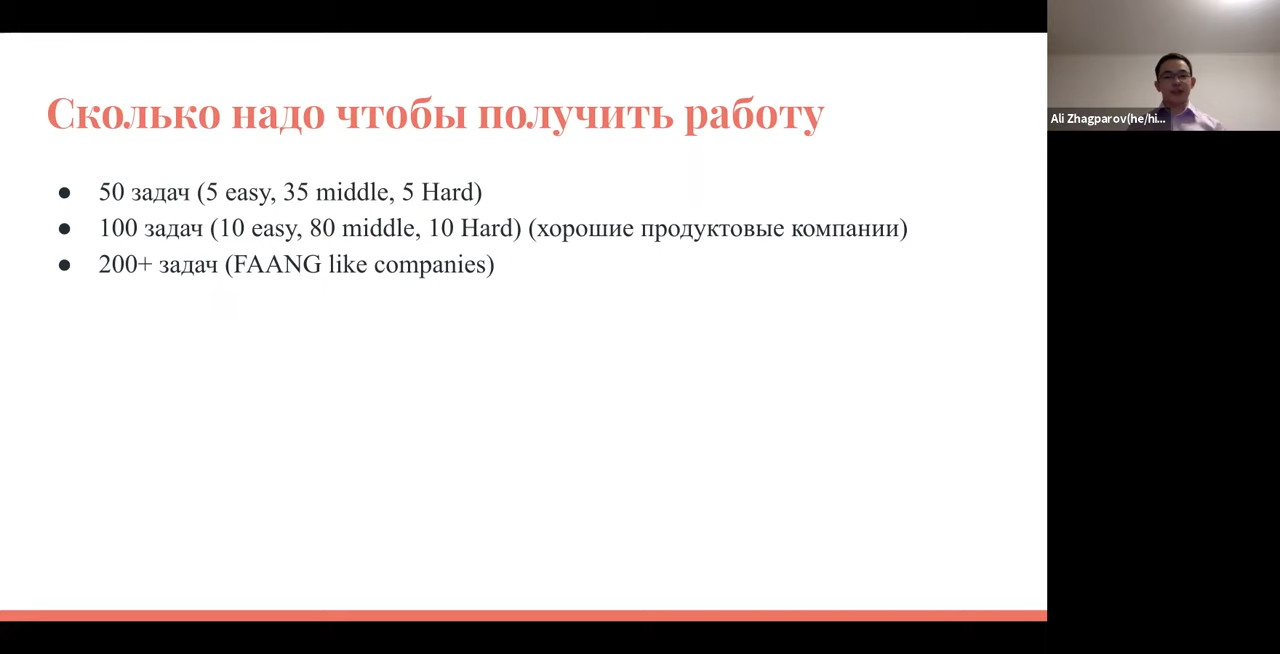 Сколько надо чтобы получить работу
● 50 задач (5 easy, 35 middle, 5 Hard)
● 100 задач (10 easy, 80 middle, 10 Hard) (хорошие продуктовые компании)
● 200+ задач (FAANG like companies)
Ali Zhagparov(he/hi...